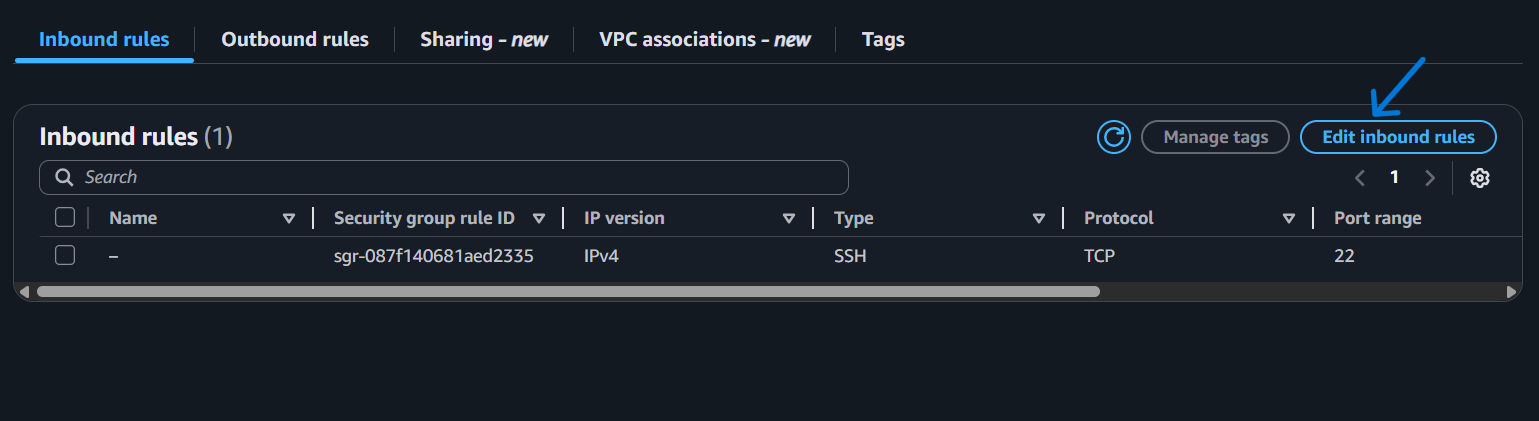 Inbound rules Outbound rules Sharing – new VPC associations – new Tags
Inbound rules (1) Manage tags Edit inbound rules
Search 1
Name Security group rule ID IP version Type Protocol Port range
– sgr-087f140681aed2335 IPv4 SSH TCP 22